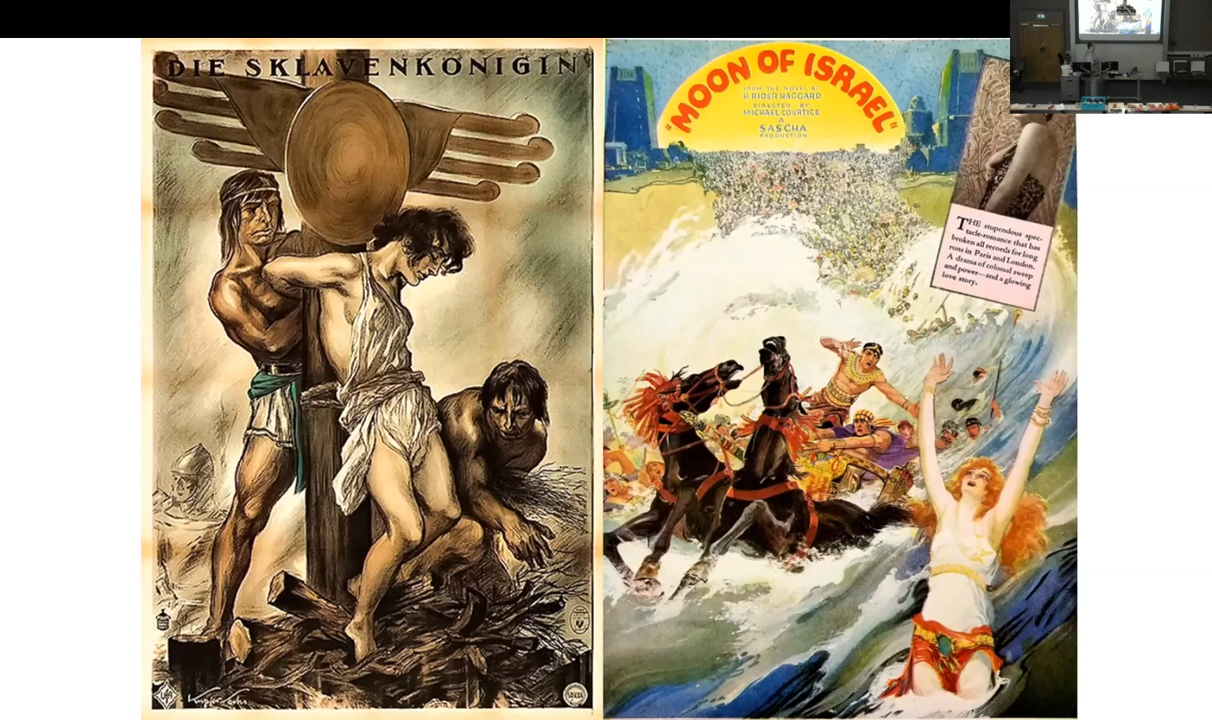 DIE SKLAVENKÖNIGIN
"MOON OF ISRAEL"
FROM THE NOVEL BY
H. RIDER HAGGARD
DIRECTED BY
MICHAEL COURTICE
A
SASCHA
PRODUCTION
THE stupendous spec-
tacle-romance that has
broken all records for long
runs in Paris and London.
A drama of colossal sweep
and power—and a glowing
love story.
UFA